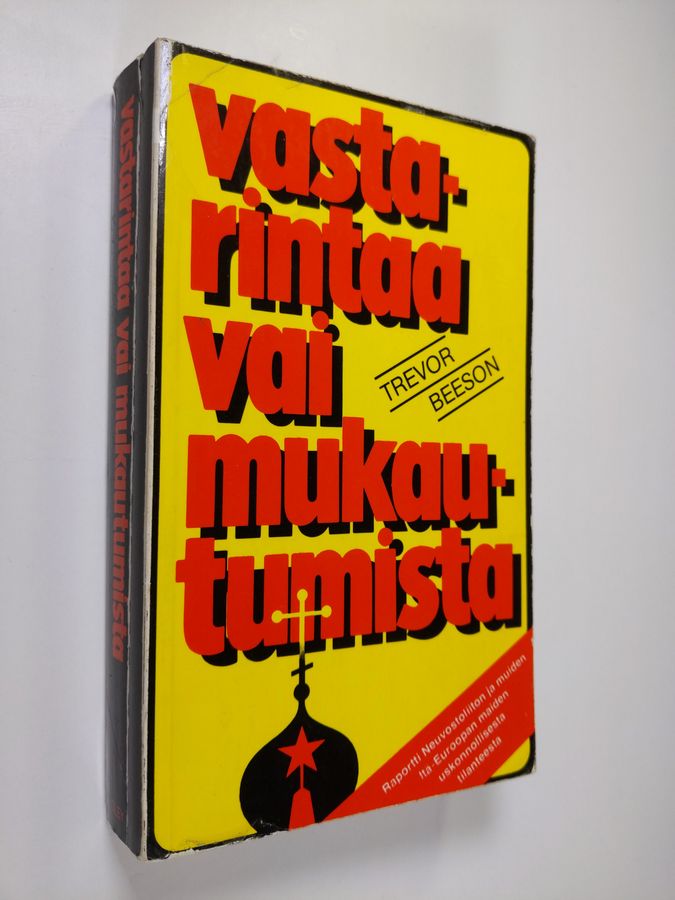 vasta-
rintaa
vai
mukau-
tumista
TREVOR
BEESON
Raportti Neuvostoliiton ja muiden
Itä-Euroopan maiden
uskonnollisesta
tilanteesta
vastarintaa vai mukautumista